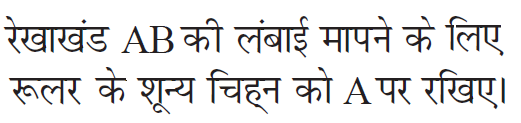 रेखाखंड AB की लंबाई मापने के लिए
रूलर के शून्य चिह्‌न को A पर रखिए।